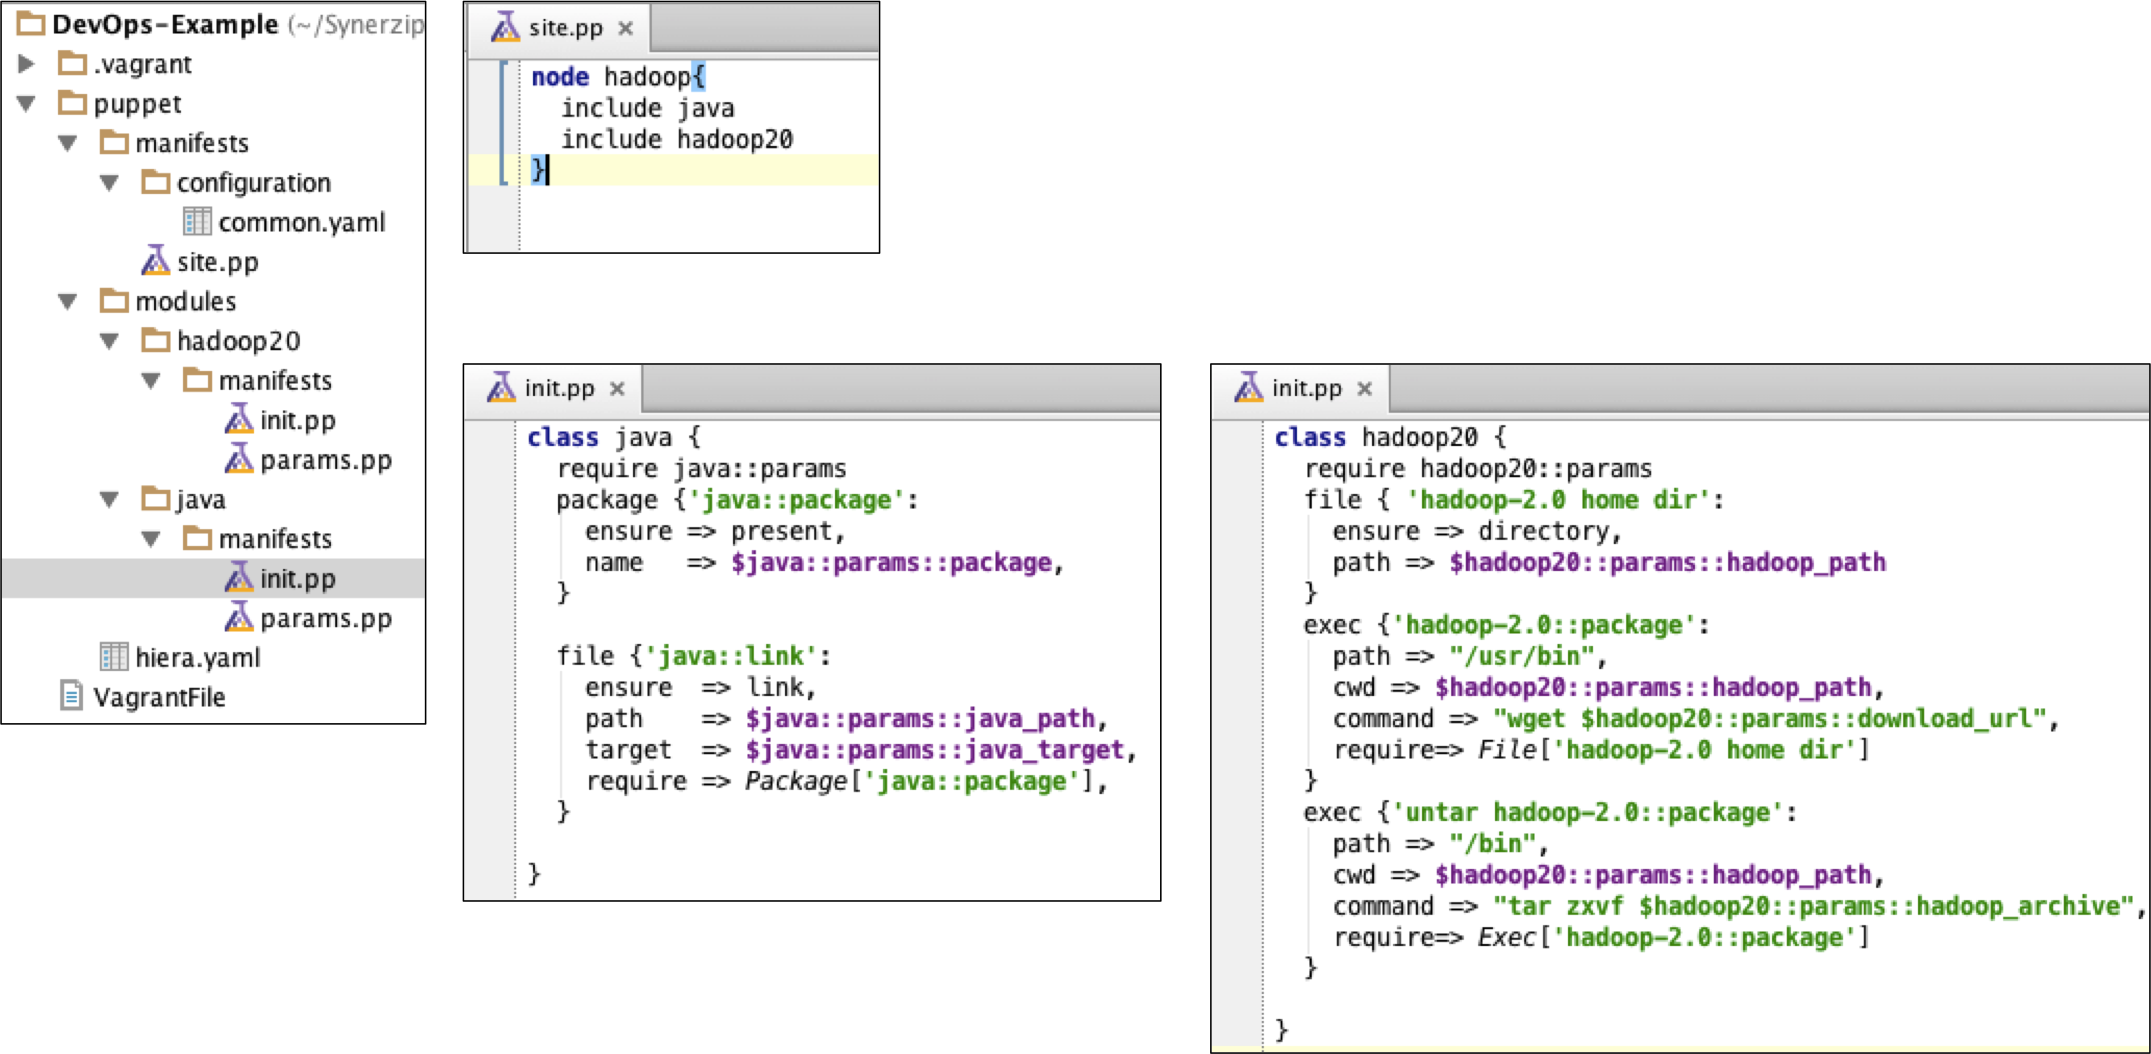 DevOps-Example (~/Synerzip
.vagrant
puppet
manifests
configuration
common.yaml
site.pp
modules
hadoop20
manifests
init.pp
params.pp
java
manifests
init.pp
params.pp
hiera.yaml
VagrantFile
site.pp
node hadoop{
  include java
  include hadoop20
}
init.pp
class java {
  require java::params
  package {'java::package':
    ensure => present,
    name   => $java::params::package,
  }
  file {'java::link':
    ensure  => link,
    path    => $java::params::java_path,
    target  => $java::params::java_target,
    require => Package['java::package'],
  }
}
init.pp
class hadoop20 {
  require hadoop20::params
  file { 'hadoop-2.0 home dir':
    ensure => directory,
    path => $hadoop20::params::hadoop_path
  }
  exec {'hadoop-2.0::package':
    path => "/usr/bin",
    cwd => $hadoop20::params::hadoop_path,
    command => "wget $hadoop20::params::download_url",
    require=> File['hadoop-2.0 home dir']
  }
  exec {'untar hadoop-2.0::package':
    path => "/bin",
    cwd => $hadoop20::params::hadoop_path,
    command => "tar zxvf $hadoop20::params::hadoop_archive",
    require=> Exec['hadoop-2.0::package']
  }
}